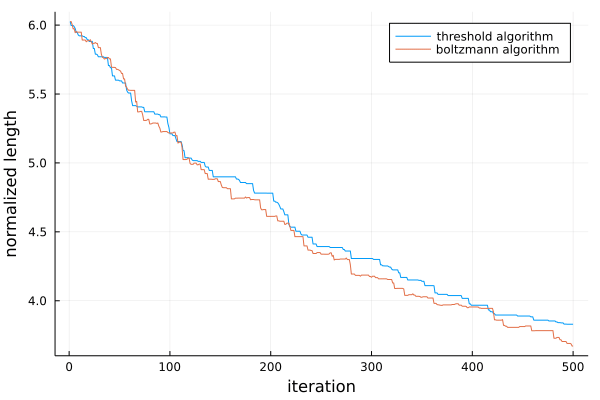 threshold algorithm
boltzmann algorithm
normalized length
6.0
5.5
5.0
4.5
4.0
0 100 200 300 400 500
iteration